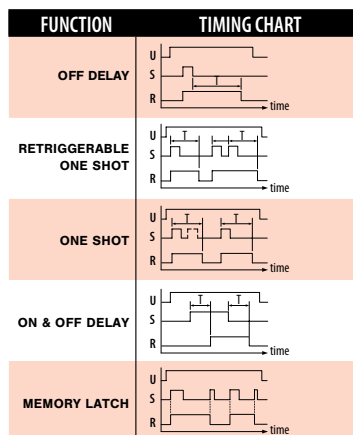 FUNCTION TIMING CHART
OFF DELAY
U
S
T
R
time
RETRIGGERABLE
ONE SHOT
U
T T
S
R
time
ONE SHOT
U
T T
S
R
time
ON & OFF DELAY
U
T T
S
R
time
MEMORY LATCH
U
S
R
time